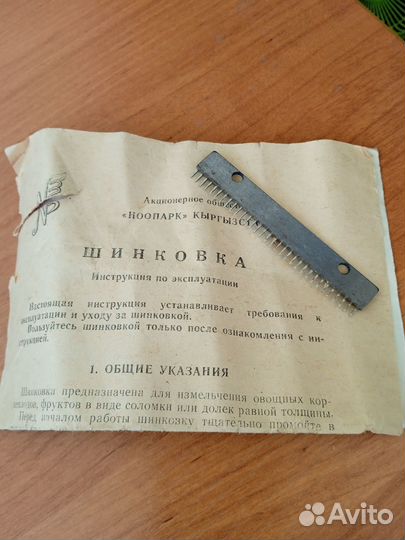 Акционерное
«НООПАРК» КЫРГЫЗСТА
ШИНКОВКА
Инструкция по эксплуатации
Настоящая инструкция устанавливает требования к
эксплуатации и уходу за шинковкой.
Пользуйтесь шинковкой только после ознакомления с ин-
струкцией.
1. ОБЩИЕ УКАЗАНИЯ
Шинковка предназначена для измельчения овощных кор-
неплодов, фруктов в виде соломки или долек равной толщины.
Перед началом работы шинковку тщательно промойте в
Avito